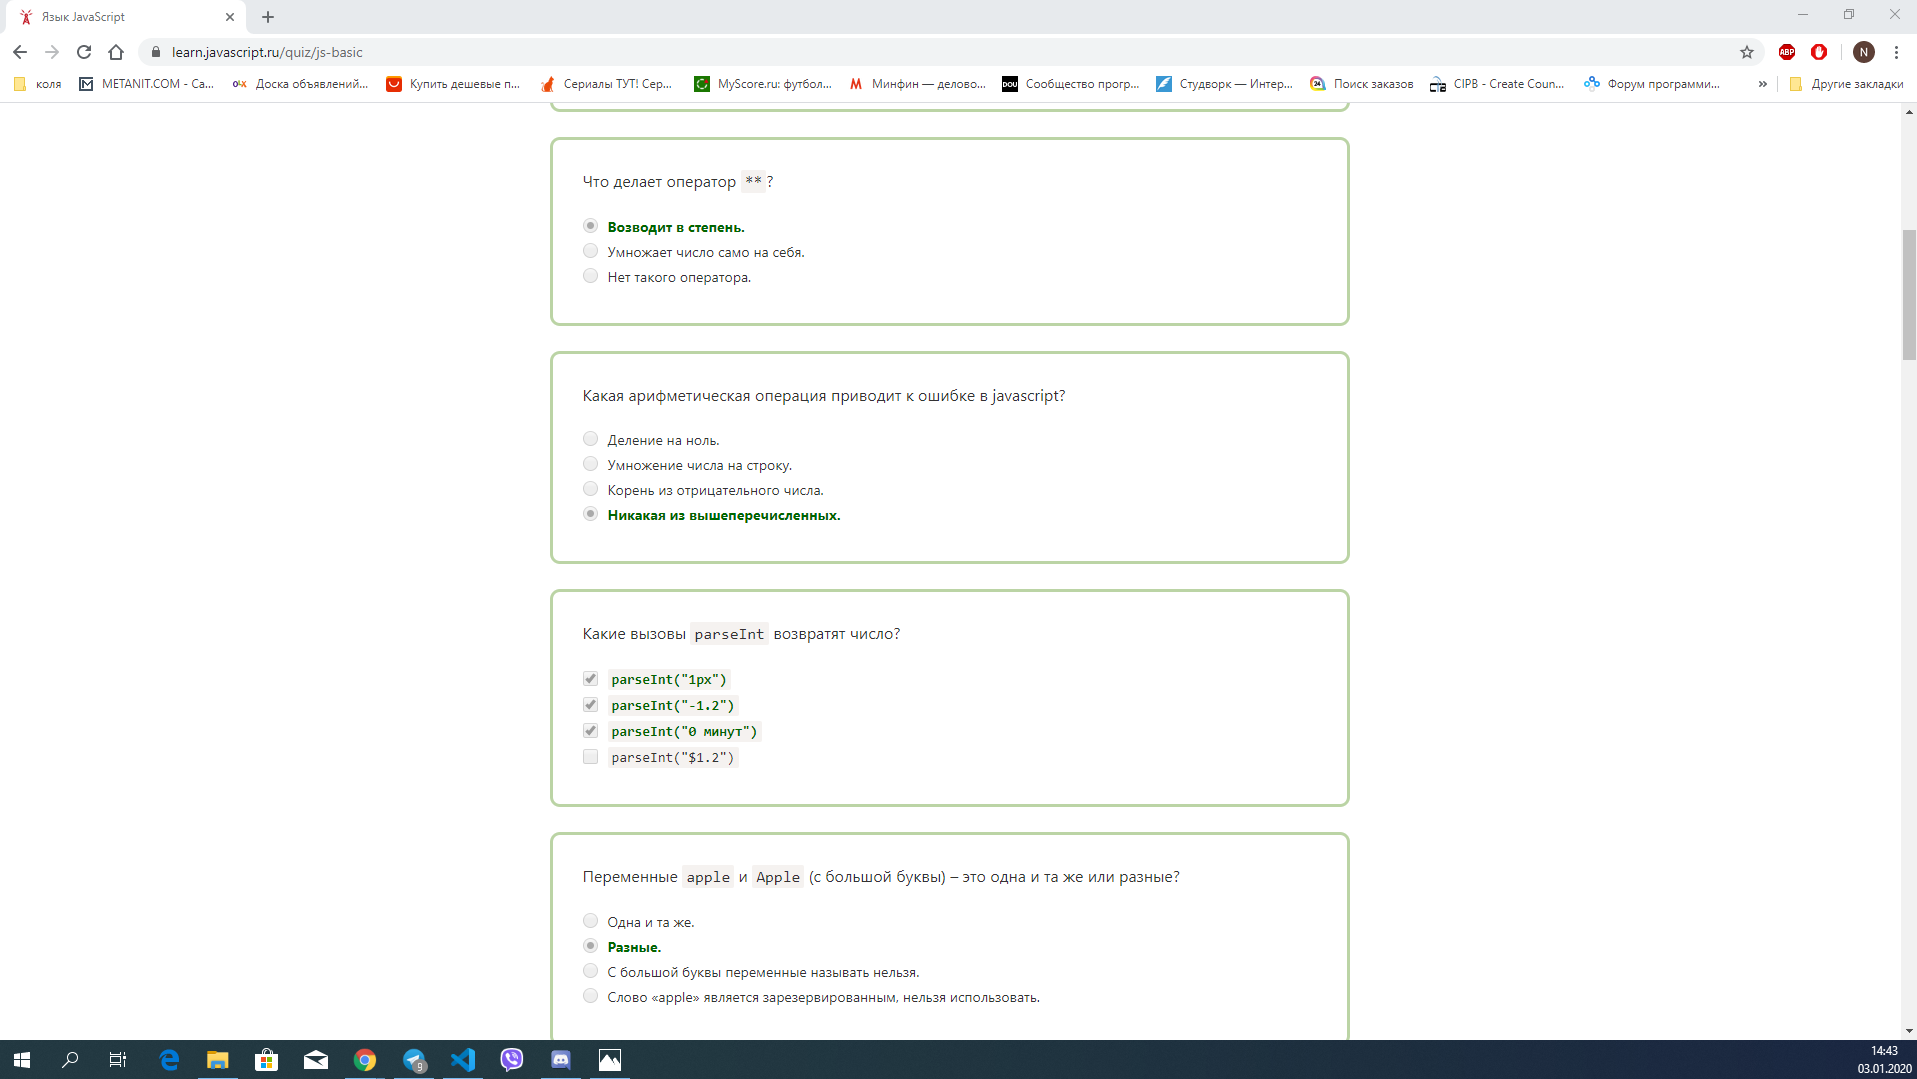 Язык JavaScript
learn.javascript.ru/quiz/js-basic
ABP
N
коля
METANIT.COM - Са...
Доска объявлений...
Купить дешевые п...
Сериалы ТУТ! Сер...
MyScore.ru: футбол...
Минфин — делово...
DOU
Сообщество прогр...
Студворк — Интер...
24
Поиск заказов
CIPB - Create Coun...
Форум программи...
»
Другие закладки
Что делает оператор **?
Возводит в степень.
Умножает число само на себя.
Нет такого оператора.
Какая арифметическая операция приводит к ошибке в javascript?
Деление на ноль.
Умножение числа на строку.
Корень из отрицательного числа.
Никакая из вышеперечисленных.
Какие вызовы parseInt возвратят число?
parseInt("1px")
parseInt("-1.2")
parseInt("0 минут")
parseInt("$1.2")
Переменные apple и Apple (с большой буквы) – это одна и та же или разные?
Одна и та же.
Разные.
С большой буквы переменные называть нельзя.
Слово «apple» является зарезервированным, нельзя использовать.
9
14:43
03.01.2020